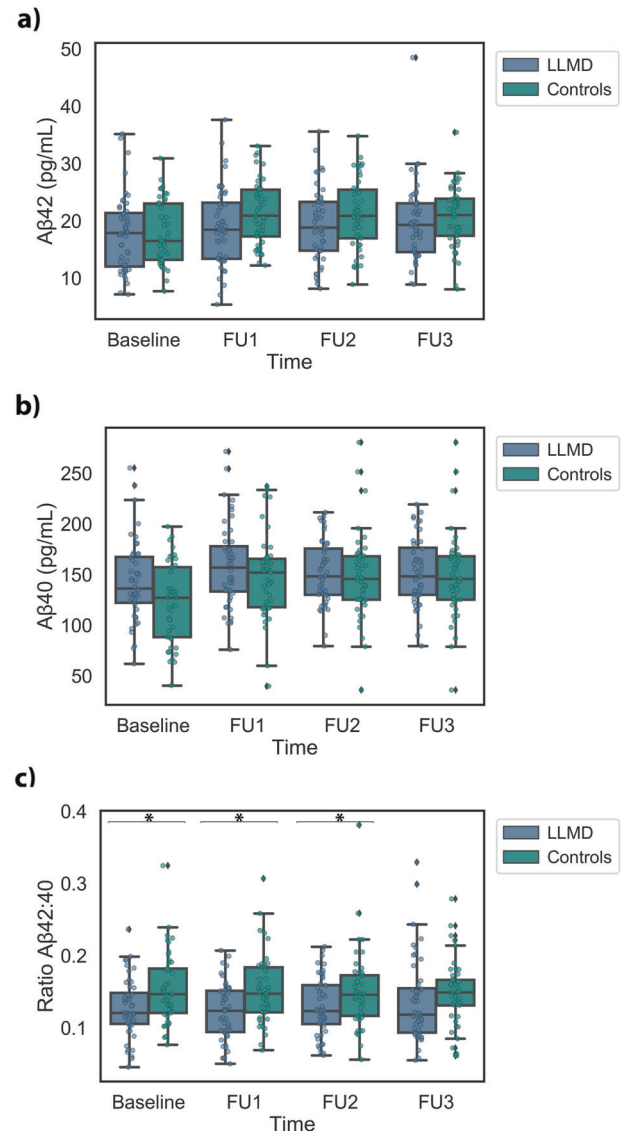 a)
Aβ42 (pg/mL)
50
40
30
20
10
Baseline FU1 FU2 FU3
Time
LLMD
Controls
b)
Aβ40 (pg/mL)
250
200
150
100
50
Baseline FU1 FU2 FU3
Time
LLMD
Controls
c)
Ratio Aβ42:40
0.4
0.3
0.2
0.1
* * *
Baseline FU1 FU2 FU3
Time
LLMD
Controls